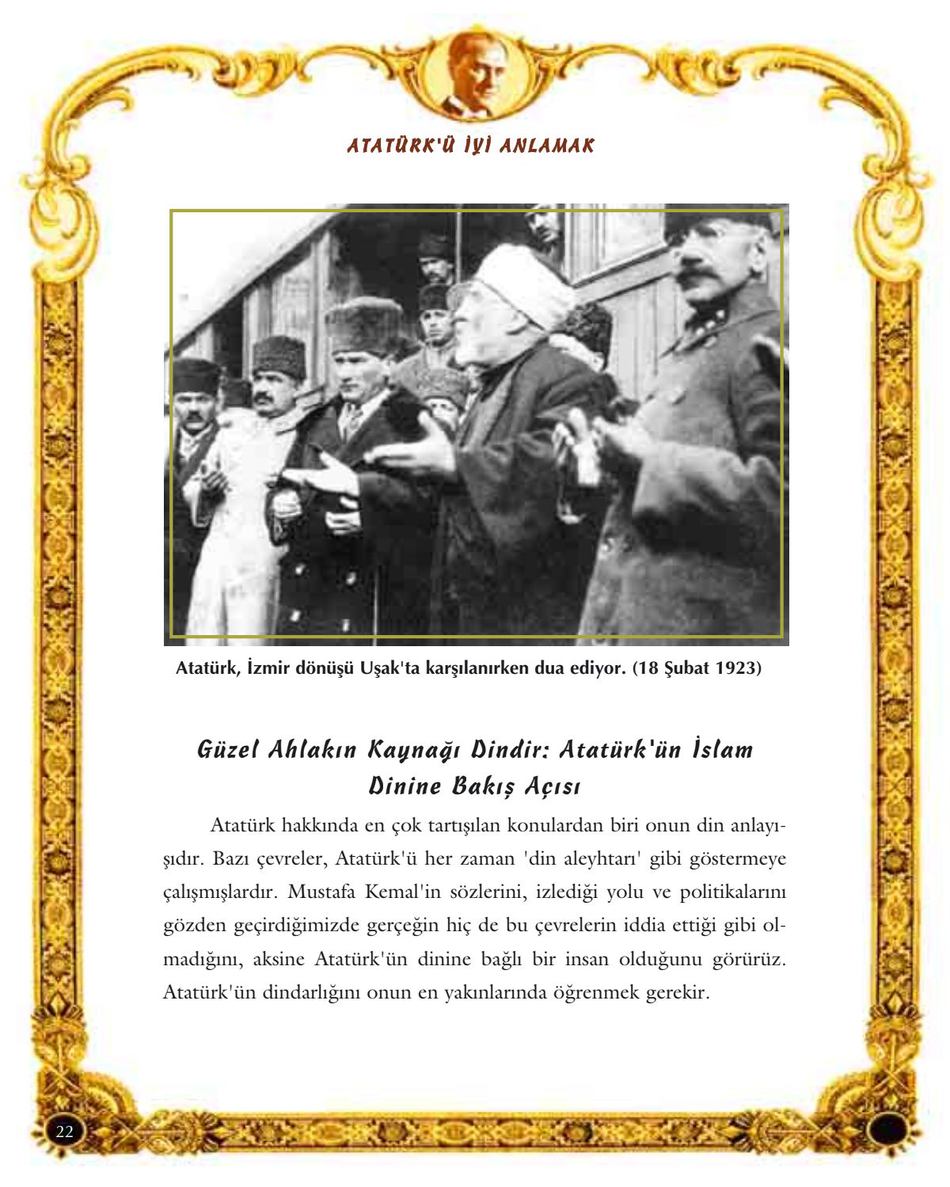 ATATÜRK'Ü İYİ ANLAMAK
Atatürk, İzmir dönüşü Uşak'ta karşılanırken dua ediyor. (18 Şubat 1923)
Güzel Ahlakın Kaynağı Dindir: Atatürk'ün İslam
Dinine Bakış Açısı
Atatürk hakkında en çok tartışılan konulardan biri onun din anlayı-
şıdır. Bazı çevreler, Atatürk'ü her zaman 'din aleyhtarı' gibi göstermeye
çalışmışlardır. Mustafa Kemal'in sözlerini, izlediği yolu ve politikalarını
gözden geçirdiğimizde gerçeğin hiç de bu çevrelerin iddia ettiği gibi ol-
madığını, aksine Atatürk'ün dinine bağlı bir insan olduğunu görürüz.
Atatürk'ün dindarlığını onun en yakınlarında öğrenmek gerekir.
22